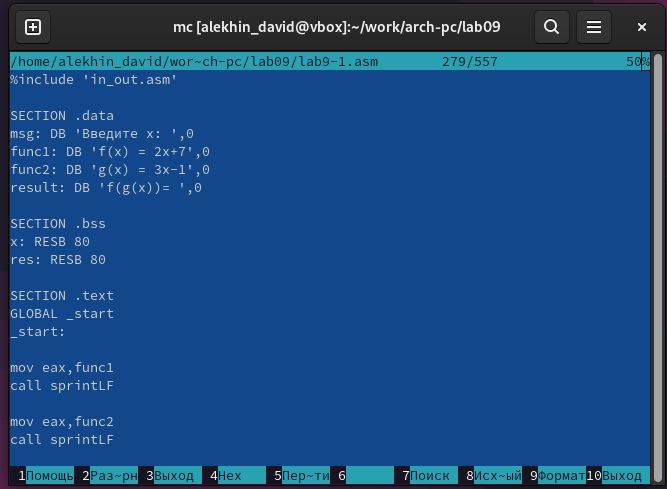 mc [alekhin_david@vbox]:~/work/arch-pc/lab09
/home/alekhin_david/wor~ch-pc/lab09/lab9-1.asm 279/557 50%
%include 'in_out.asm'
SECTION .data
msg: DB 'Введите x: ',0
func1: DB 'f(x) = 2x+7',0
func2: DB 'g(x) = 3x-1',0
result: DB 'f(g(x))= ',0
SECTION .bss
x: RESB 80
res: RESB 80
SECTION .text
GLOBAL _start
_start:
mov eax,func1
call sprintLF
mov eax,func2
call sprintLF
1Помощь 2Раз~рн 3Выход 4Hex 5Пер~ти 6 7Поиск 8Исх~ый 9Формат 10Выход